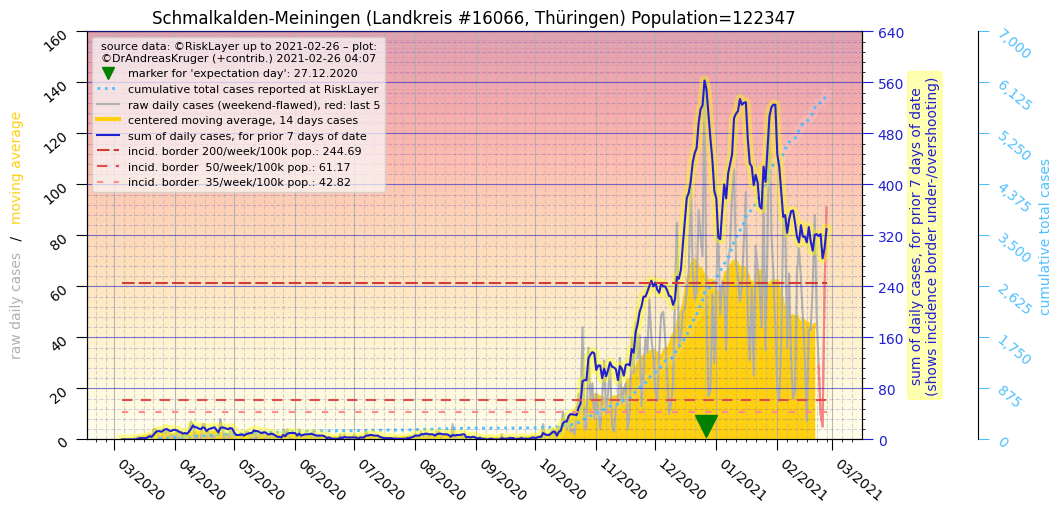 Schmalkalden-Meiningen (Landkreis #16066, Thüringen) Population=122347
source data: ©RiskLayer up to 2021-02-26 – plot:
©DrAndreasKruger (+contrib.) 2021-02-26 04:07
marker for 'expectation day': 27.12.2020
cumulative total cases reported at RiskLayer
raw daily cases (weekend-flawed), red: last 5
centered moving average, 14 days cases
sum of daily cases, for prior 7 days of date
incid. border 200/week/100k pop.: 244.69
incid. border  50/week/100k pop.: 61.17
incid. border  35/week/100k pop.: 42.82
raw daily cases / moving average
160
140
120
100
80
60
40
20
0
03/2020
04/2020
05/2020
06/2020
07/2020
08/2020
09/2020
10/2020
11/2020
12/2020
01/2021
02/2021
03/2021
640
560
480
400
320
240
160
80
0
sum of daily cases, for prior 7 days of date
(shows incidence border under-/overshooting)
7,000
6,125
5,250
4,375
3,500
2,625
1,750
875
0
cumulative total cases